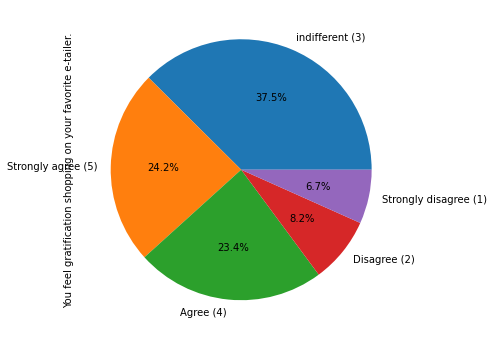 indifferent (3)
37.5%
You feel gratification shopping on your favorite e-tailer.
Strongly agree (5)
24.2%
6.7%
Strongly disagree (1)
8.2%
23.4%
Disagree (2)
Agree (4)